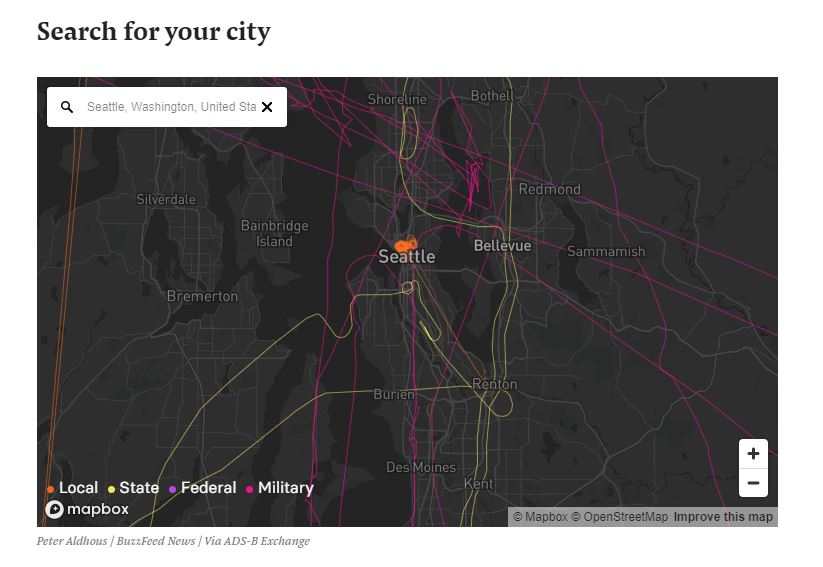 Search for your city
Seattle, Washington, United Sta
Shoreline
Bothell
Silverdale
Redmond
Bainbridge
Island
Bellevue
Seattle
Sammamish
Bremerton
Renton
Burien
Des Moines
Kent
Local State Federal Military
mapbox
© Mapbox © OpenStreetMap Improve this map
Peter Aldhous / BuzzFeed News / Via ADS-B Exchange